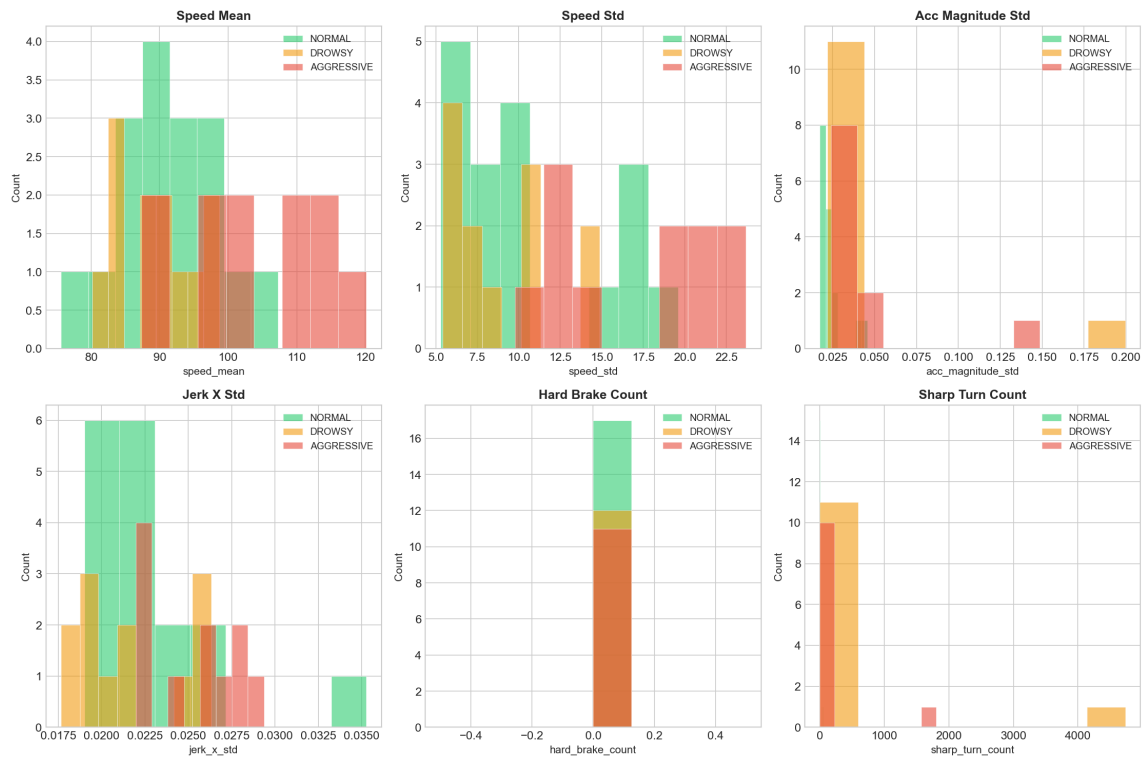 Speed Mean
Count
4.0
3.5
3.0
2.5
2.0
1.5
1.0
0.5
0.0
NORMAL
DROWSY
AGGRESSIVE
80 90 100 110 120
speed_mean
Speed Std
Count
5
4
3
2
1
0
NORMAL
DROWSY
AGGRESSIVE
5.0 7.5 10.0 12.5 15.0 17.5 20.0 22.5
speed_std
Acc Magnitude Std
Count
10
8
6
4
2
0
NORMAL
DROWSY
AGGRESSIVE
0.025 0.050 0.075 0.100 0.125 0.150 0.175 0.200
acc_magnitude_std
Jerk X Std
Count
6
5
4
3
2
1
0
NORMAL
DROWSY
AGGRESSIVE
0.0175 0.0200 0.0225 0.0250 0.0275 0.0300 0.0325 0.0350
jerk_x_std
Hard Brake Count
Count
16
14
12
10
8
6
4
2
0
NORMAL
DROWSY
AGGRESSIVE
−0.4 −0.2 0.0 0.2 0.4
hard_brake_count
Sharp Turn Count
Count
14
12
10
8
6
4
2
0
NORMAL
DROWSY
AGGRESSIVE
0 1000 2000 3000 4000
sharp_turn_count